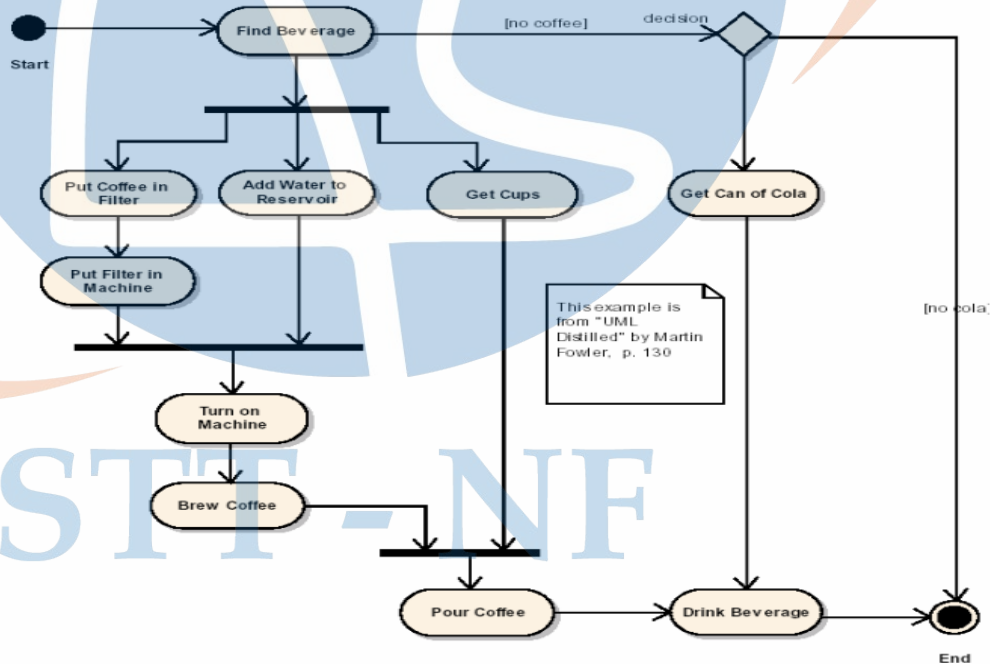 [no coffee]
decision
Find Beverage
Start
Put Coffee in
Filter
Add Water to
Reservoir
Get Cups
Get Can of Cola
Put Filter in
Machine
This example is
from "UML
Distilled" by Martin
Fowler, p. 130
[no cola]
Turn on
Machine
Brew Coffee
STT - NF
Pour Coffee
Drink Beverage
End